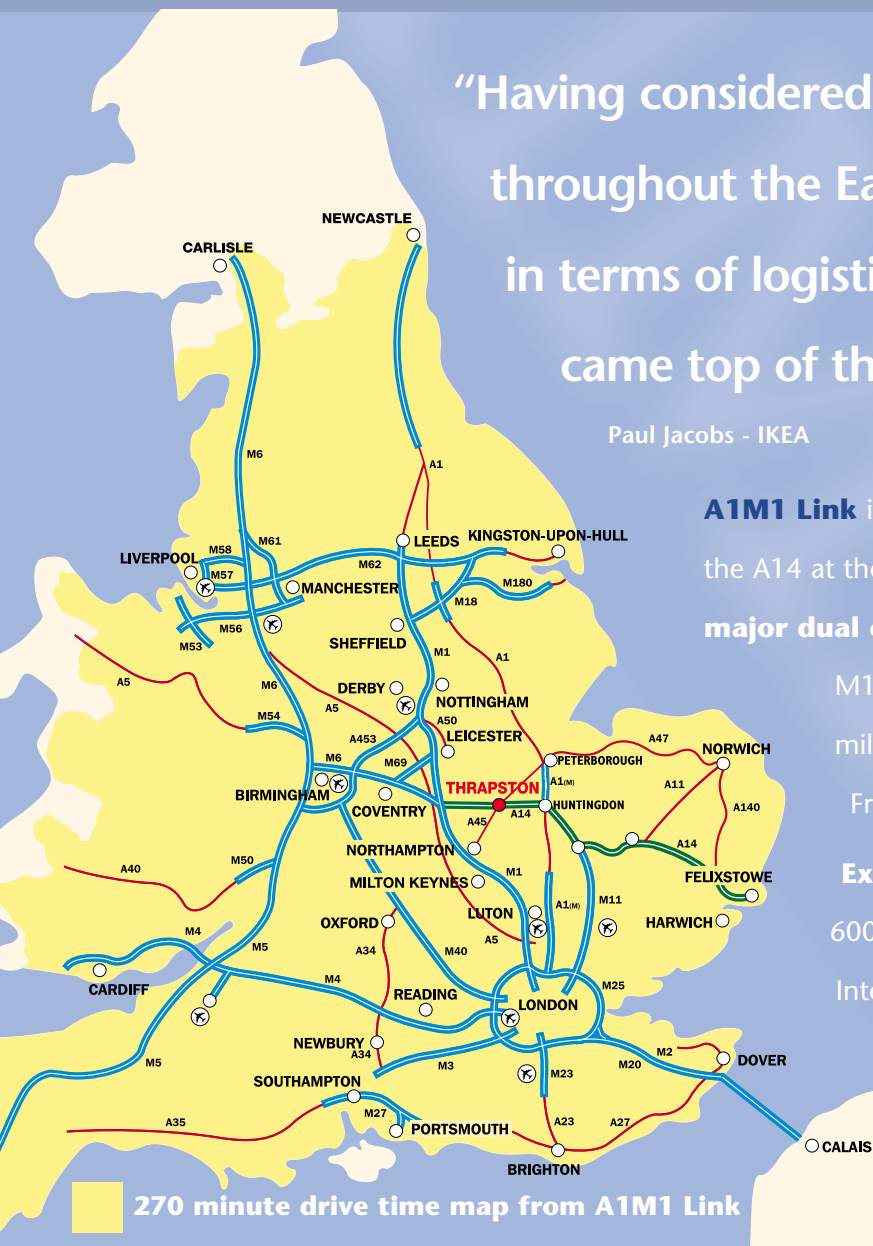 “Having considered
throughout the Ea
in terms of logisti
came top of th
Paul Jacobs - IKEA
A1M1 Link i
the A14 at the
major dual c
M1
mil
Fr
Ex
600
Inte
NEWCASTLE
CARLISLE
M6
A1
LEEDS
KINGSTON-UPON-HULL
M58
M61
LIVERPOOL
M57
M62
MANCHESTER
M180
M18
M56
SHEFFIELD
M53
M1
A1
M6
A5
DERBY
NOTTINGHAM
A5
A50
M54
A453
LEICESTER
A47
NORWICH
M6
M69
PETERBOROUGH
THRAPSTON
A1(M)
A11
BIRMINGHAM
COVENTRY
HUNTINGDON
A140
A45
A14
NORTHAMPTON
A14
M50
A40
M1
FELIXSTOWE
MILTON KEYNES
M11
A1(M)
LUTON
HARWICH
OXFORD
M4
A5
M5
A34
M40
M4
M25
CARDIFF
READING
LONDON
NEWBURY
A34
M2
DOVER
M5
M3
M20
M23
SOUTHAMPTON
M27
A35
A23
A27
PORTSMOUTH
CALAIS
BRIGHTON
270 minute drive time map from A1M1 Link